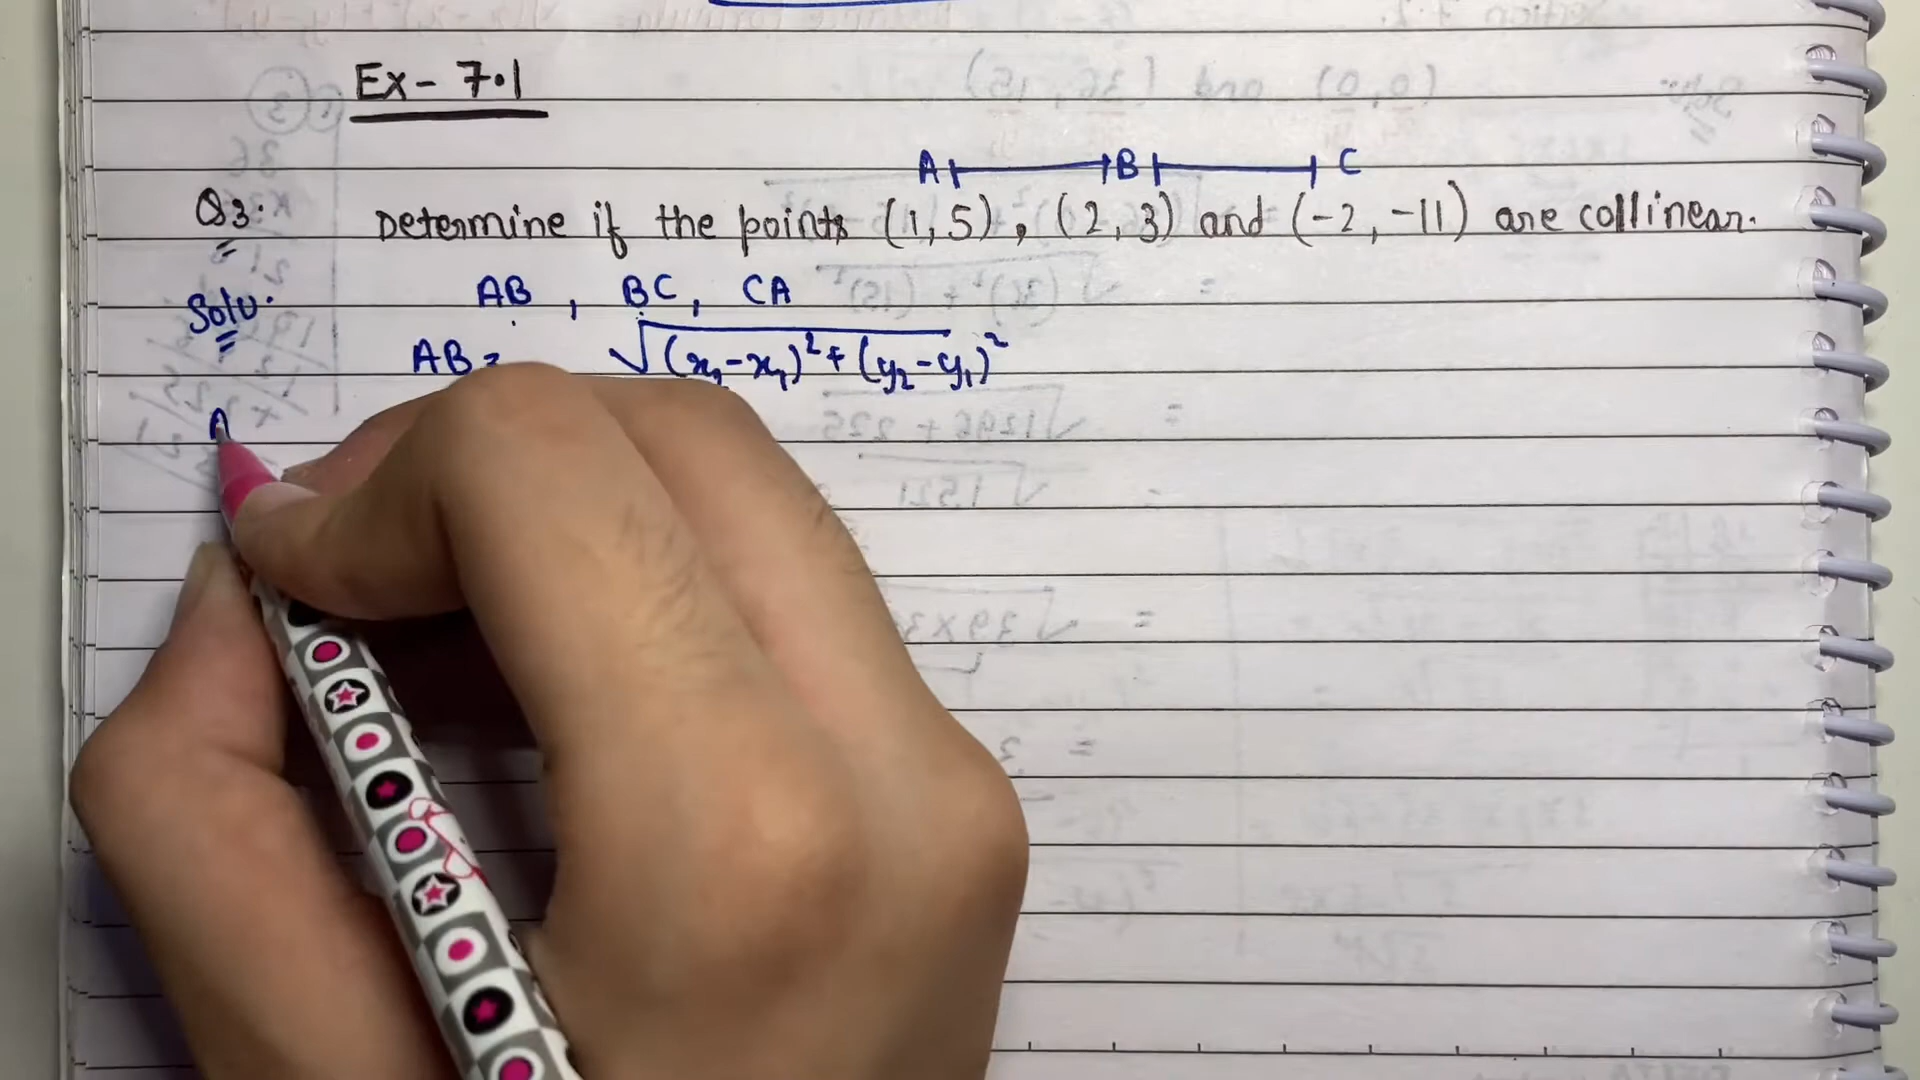 Ex- 7.1
A B C
Q3. Determine if the points (1,5), (2,3) and (-2,-11) are collinear.
Solu. AB, BC, CA
AB = √(x₂-x₁)²+(y₂-y₁)²
A